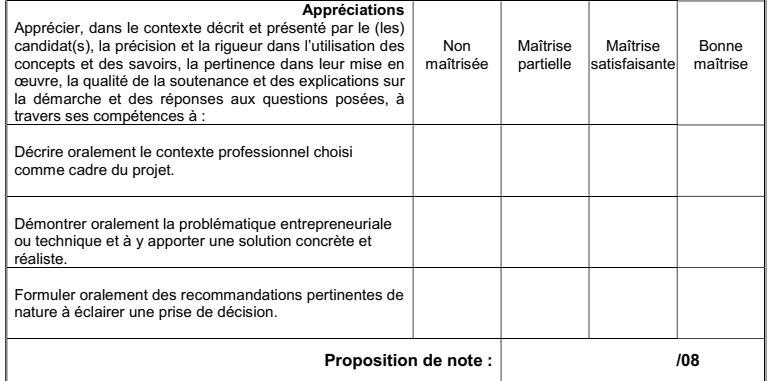 Appréciations
Apprécier, dans le contexte décrit et présenté par le (les)
candidat(s), la précision et la rigueur dans l'utilisation des
concepts et des savoirs, la pertinence dans leur mise en
œuvre, la qualité de la soutenance et des explications sur
la démarche et des réponses aux questions posées, à
travers ses compétences à :
Non
maîtrisée
Maîtrise
partielle
Maîtrise
satisfaisante
Bonne
maîtrise
Décrire oralement le contexte professionnel choisi
comme cadre du projet.
Démontrer oralement la problématique entrepreneuriale
ou technique et à y apporter une solution concrète et
réaliste.
Formuler oralement des recommandations pertinentes de
nature à éclairer une prise de décision.
Proposition de note :
/08